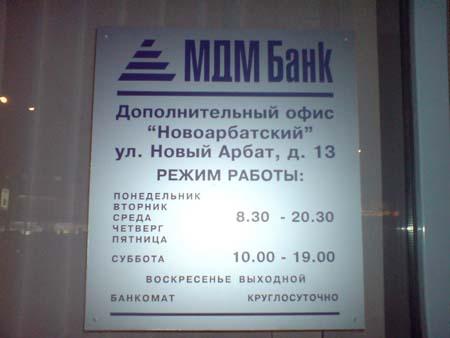 МДМ Банк
Дополнительный офис
“Новоарбатский”
ул. Новый Арбат, д. 13
РЕЖИМ РАБОТЫ:
ПОНЕДЕЛЬНИК
ВТОРНИК
СРЕДА 8.30 - 20.30
ЧЕТВЕРГ
ПЯТНИЦА
СУББОТА 10.00 - 19.00
ВОСКРЕСЕНЬЕ ВЫХОДНОЙ
БАНКОМАТ КРУГЛОСУТОЧНО